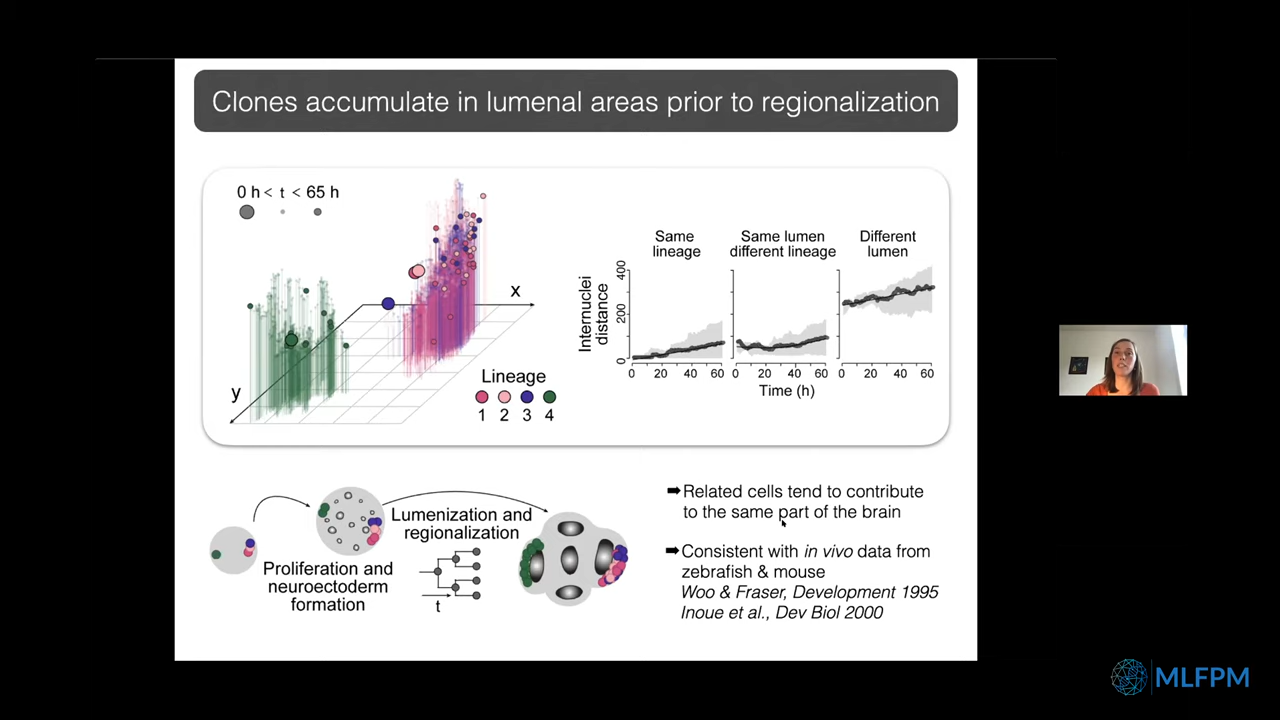 Clones accumulate in lumenal areas prior to regionalization
0 h < t < 65 h
x
y
Lineage
1 2 3 4
Same
lineage
Same lumen
different lineage
Different
lumen
Internuclei
distance
0 200 400
0 20 40 60
0 20 40 60
0 20 40 60
Time (h)
Proliferation and
neuroectoderm
formation
Lumenization and
regionalization
t
➡Related cells tend to contribute
to the same part of the brain
➡Consistent with in vivo data from
zebrafish & mouse
Woo & Fraser, Development 1995
Inoue et al., Dev Biol 2000
MLFPM